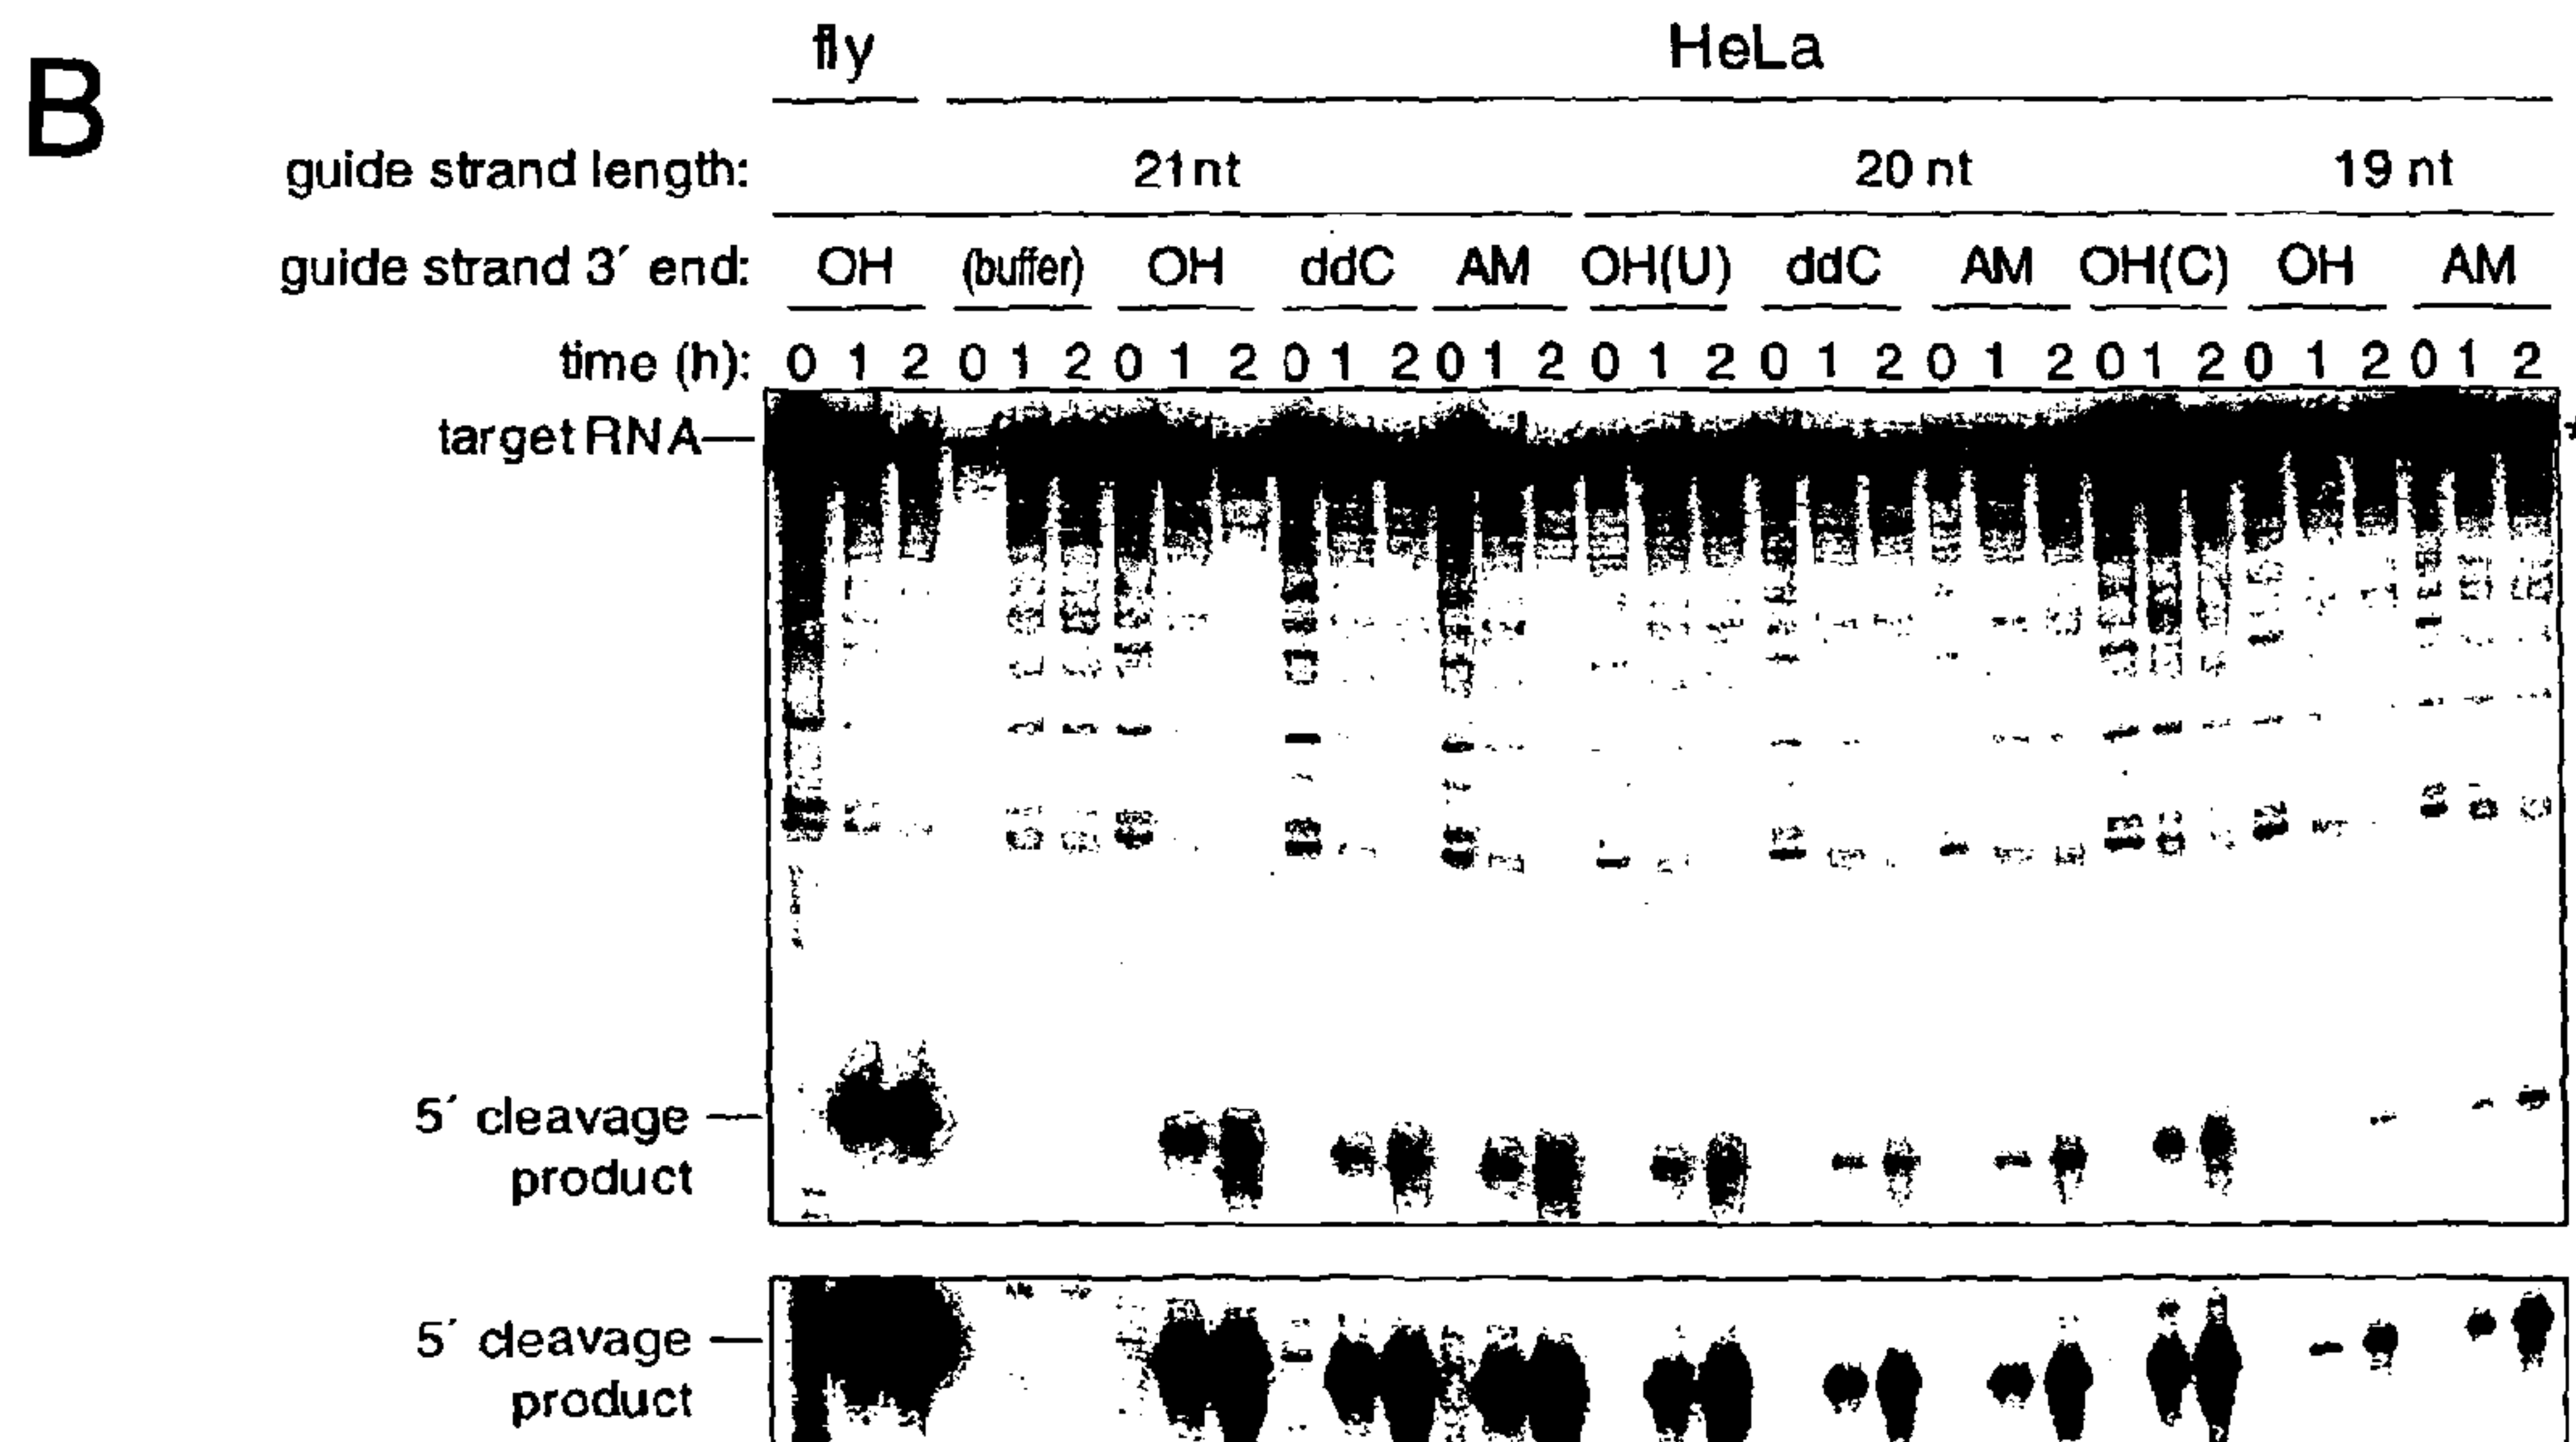 B
fly HeLa
guide strand length: 21nt 20 nt 19 nt
guide strand 3´ end: OH (buffer) OH ddC AM OH(U) ddC AM OH(C) OH AM
time (h): 0 1 2 0 1 2 0 1 2 0 1 2 0 1 2 0 1 2 0 1 2 0 1 2 0 1 2 0 1 2 0 1 2
target RNA
5´ cleavage
product
5´ cleavage
product